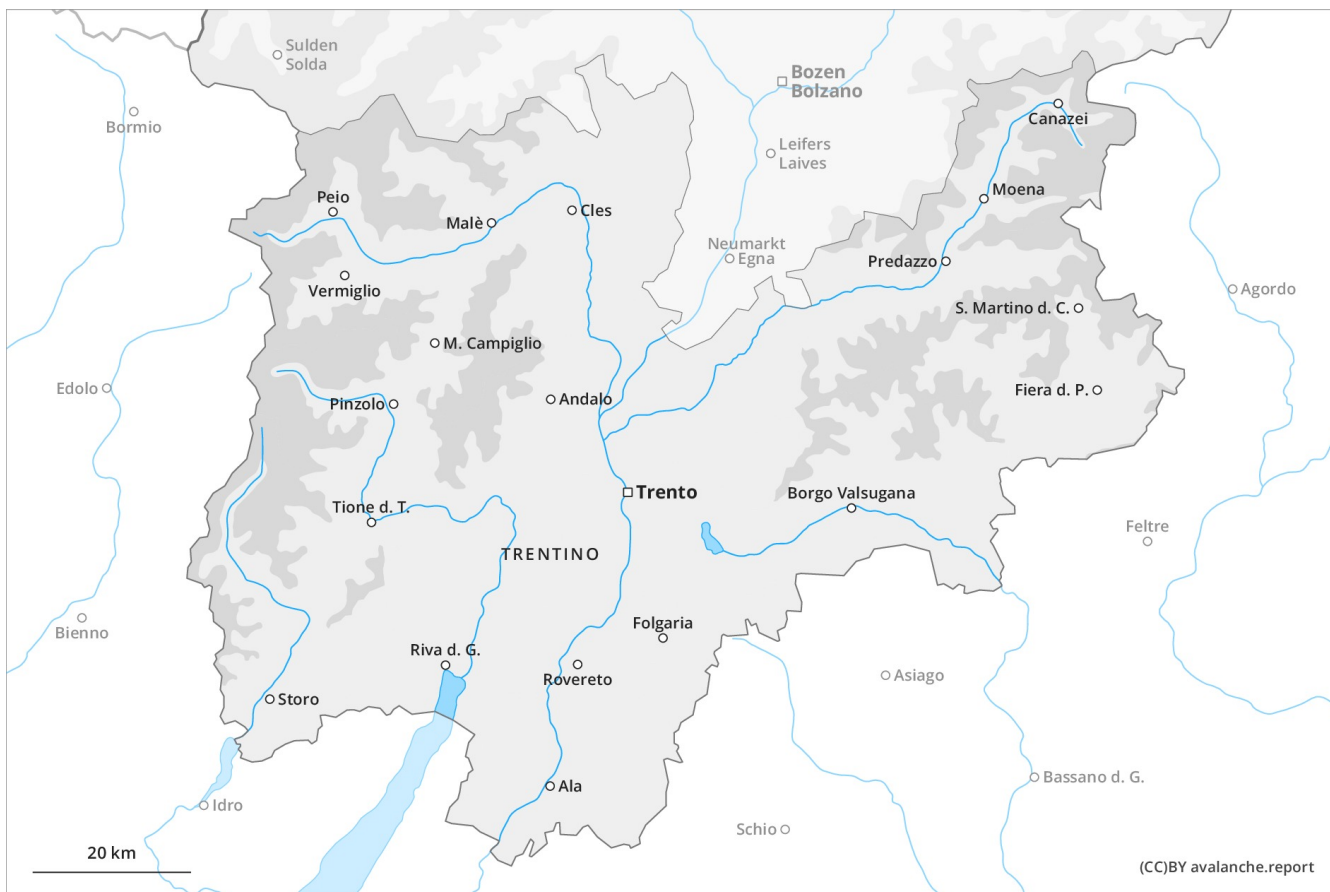 Sulden
Solda
Bozen
Bolzano
Bormio
Canazei
Leifers
Laives
Peio
Moena
Malè
Cles
Neumarkt
Egna
Predazzo
Vermiglio
Agordo
S. Martino d. C.
M. Campiglio
Edolo
Pinzolo
Andalo
Fiera d. P.
Trento
Borgo Valsugana
Tione d. T.
Feltre
TRENTINO
Bienno
Folgaria
Riva d. G.
Rovereto
Asiago
Storo
Bassano d. G.
Ala
Idro
Schio
20 km
(CC)BY avalanche.report